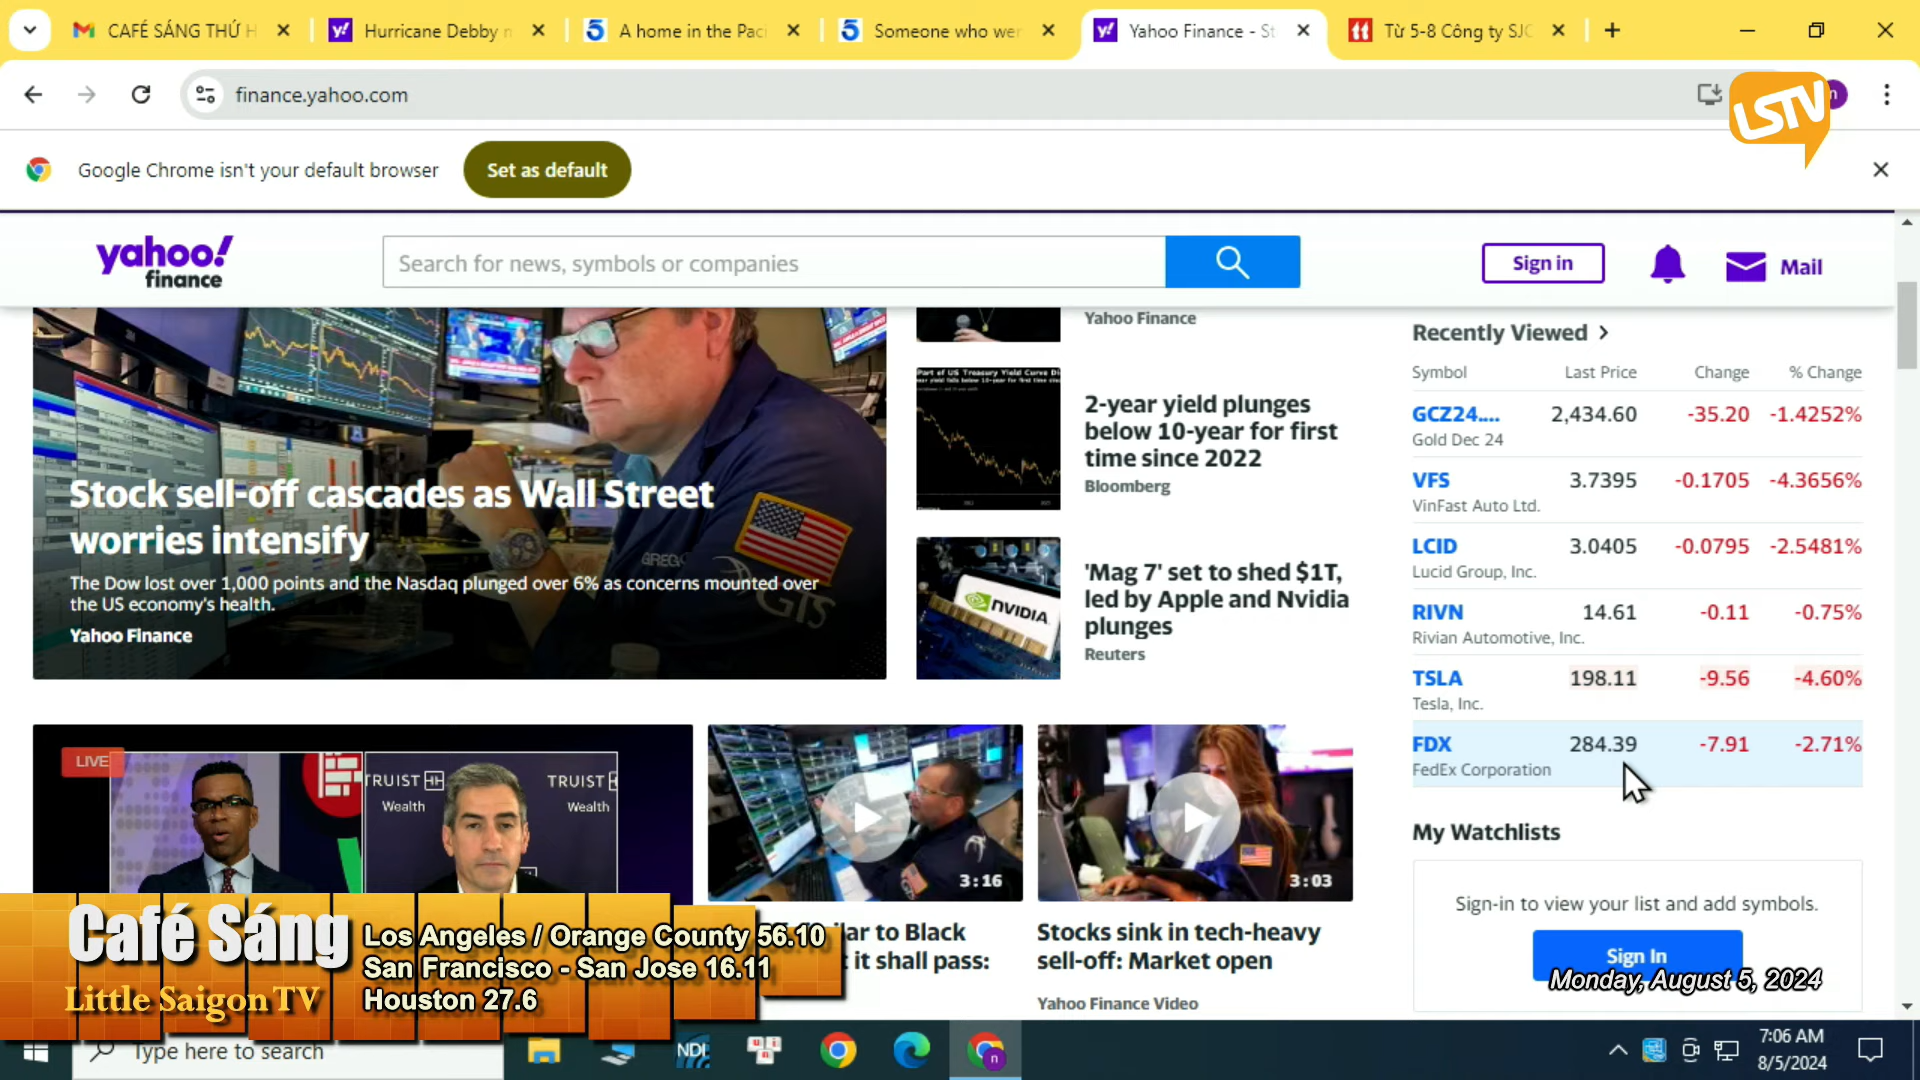 CAFÉ SÁNG THỨ H
Hurricane Debby
A home in the Paci
Someone who wer
Yahoo Finance - St
Từ 5-8 Công ty SJC
finance.yahoo.com
LSTV
Google Chrome isn't your default browser
Set as default
yahoo!
finance
Search for news, symbols or companies
Sign in
Mail
Stock sell-off cascades as Wall Street
worries intensify
The Dow lost over 1,000 points and the Nasdaq plunged over 6% as concerns mounted over
the US economy's health.
Yahoo Finance
GTS
Yahoo Finance
2-year yield plunges
below 10-year for first
time since 2022
Bloomberg
NVIDIA
'Mag 7' set to shed $1T,
led by Apple and Nvidia
plunges
Reuters
Recently Viewed
Symbol Last Price Change % Change
GCZ24.... 2,434.60 -35.20 -1.4252%
Gold Dec 24
VFS 3.7395 -0.1705 -4.3656%
VinFast Auto Ltd.
LCID 3.0405 -0.0795 -2.5481%
Lucid Group, Inc.
RIVN 14.61 -0.11 -0.75%
Rivian Automotive, Inc.
TSLA 198.11 -9.56 -4.60%
Tesla, Inc.
FDX 284.39 -7.91 -2.71%
FedEx Corporation
My Watchlists
Sign-in to view your list and add symbols.
Sign In
Monday, August 5, 2024
LIVE
TRUIST
Wealth
TRUIST
Wealth
3:16
lar to Black
it shall pass:
3:03
Stocks sink in tech-heavy
sell-off: Market open
Yahoo Finance Video
Café Sáng
Little Saigon TV
Los Angeles / Orange County 56.10
San Francisco - San Jose 16.11
Houston 27.6
Type here to search
NDI
7:06 AM
8/5/2024